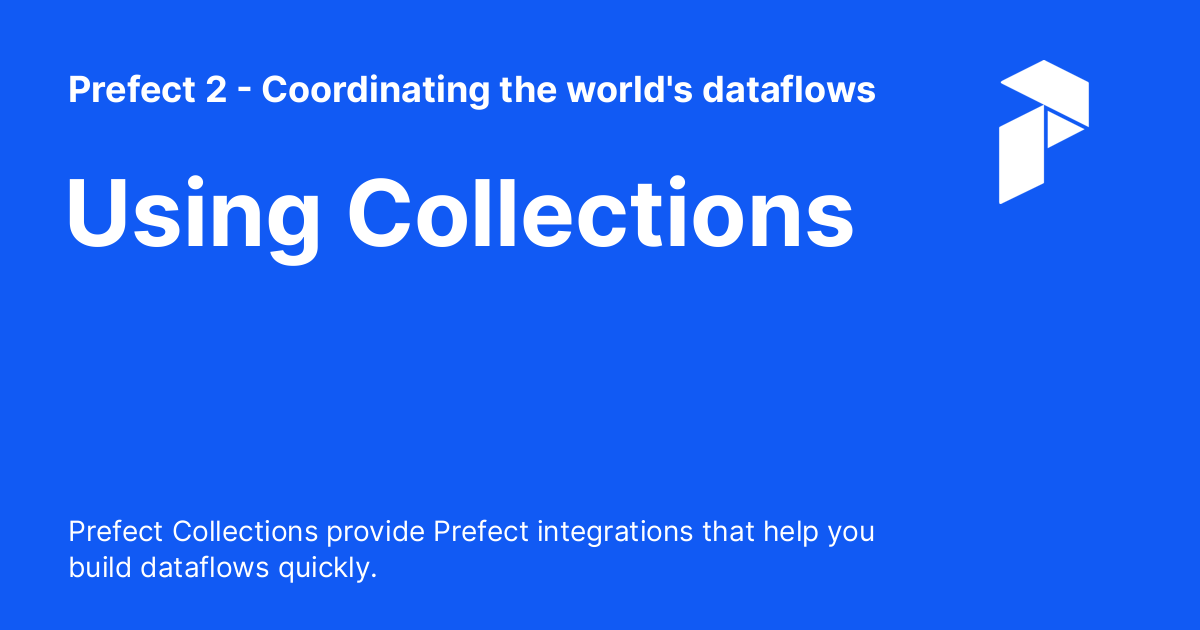 Prefect 2 - Coordinating the world's dataflows
Using Collections
Prefect Collections provide Prefect integrations that help you
build dataflows quickly.